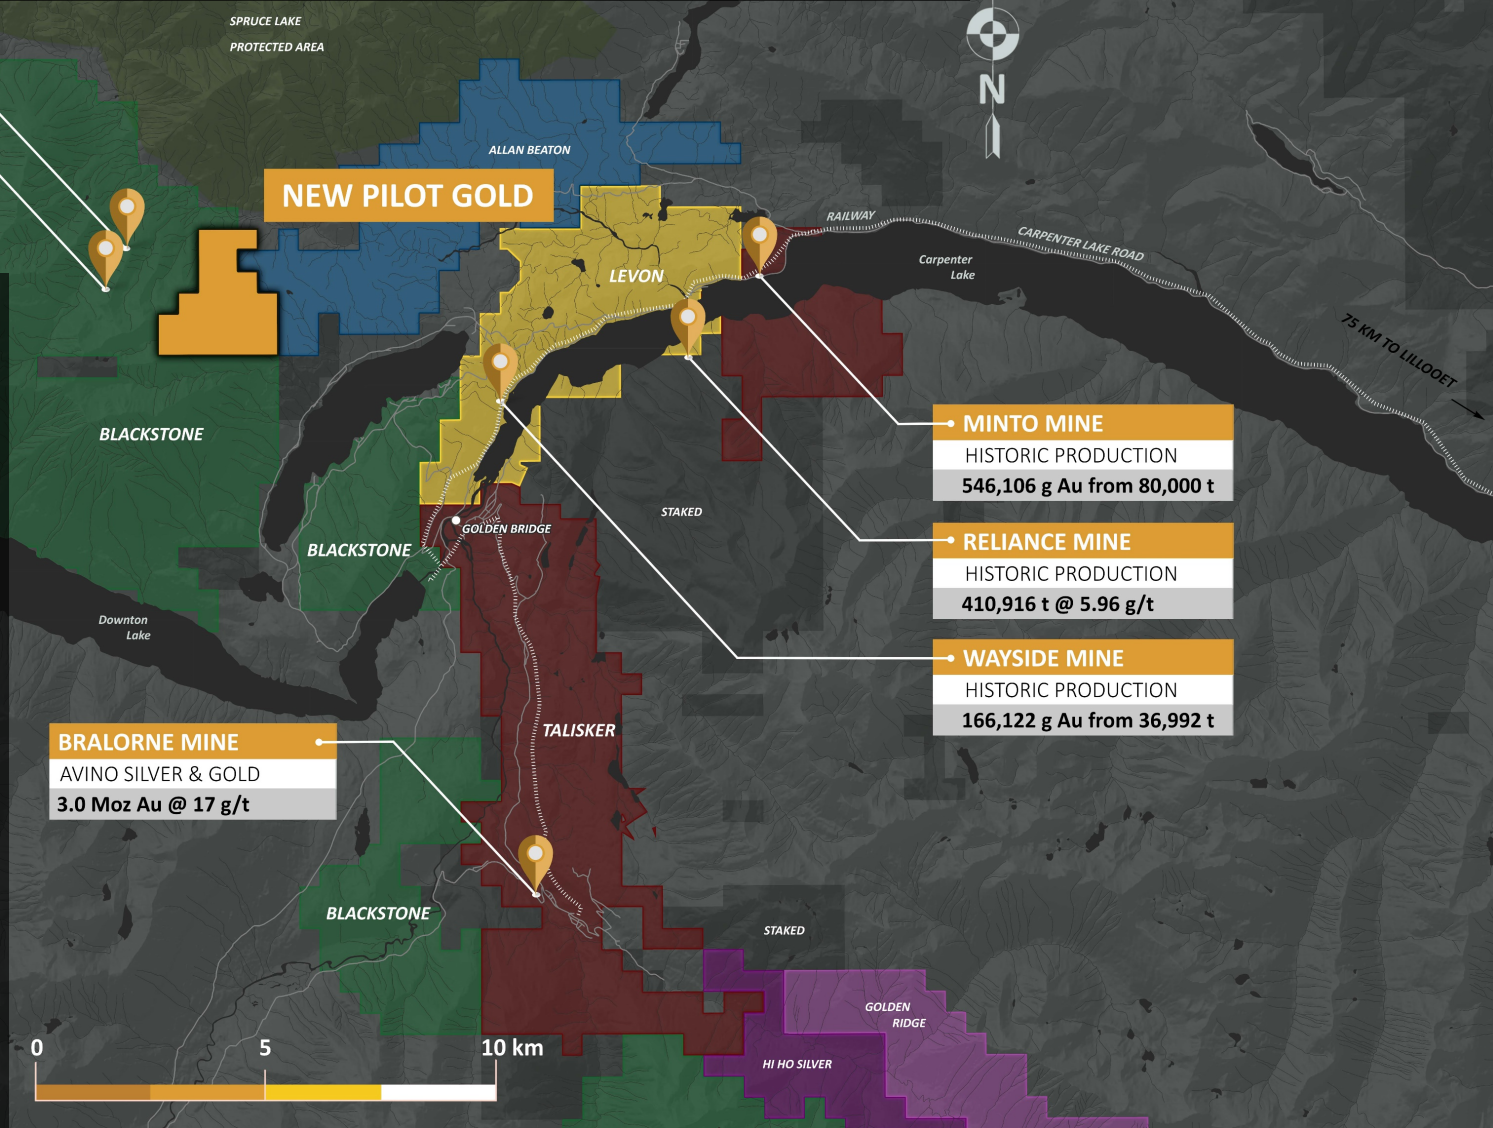 SPRUCE LAKE
PROTECTED AREA
N
ALLAN BEATON
NEW PILOT GOLD
RAILWAY
CARPENTER LAKE ROAD
LEVON
Carpenter
Lake
75 KM TO LILLOOET
BLACKSTONE
MINTO MINE
HISTORIC PRODUCTION
546,106 g Au from 80,000 t
STAKED
GOLDEN BRIDGE
RELIANCE MINE
HISTORIC PRODUCTION
410,916 t @ 5.96 g/t
BLACKSTONE
Downton
Lake
WAYSIDE MINE
HISTORIC PRODUCTION
166,122 g Au from 36,992 t
TALISKER
BRALORNE MINE
AVINO SILVER & GOLD
3.0 Moz Au @ 17 g/t
BLACKSTONE
STAKED
GOLDEN
RIDGE
HI HO SILVER
0 5 10 km